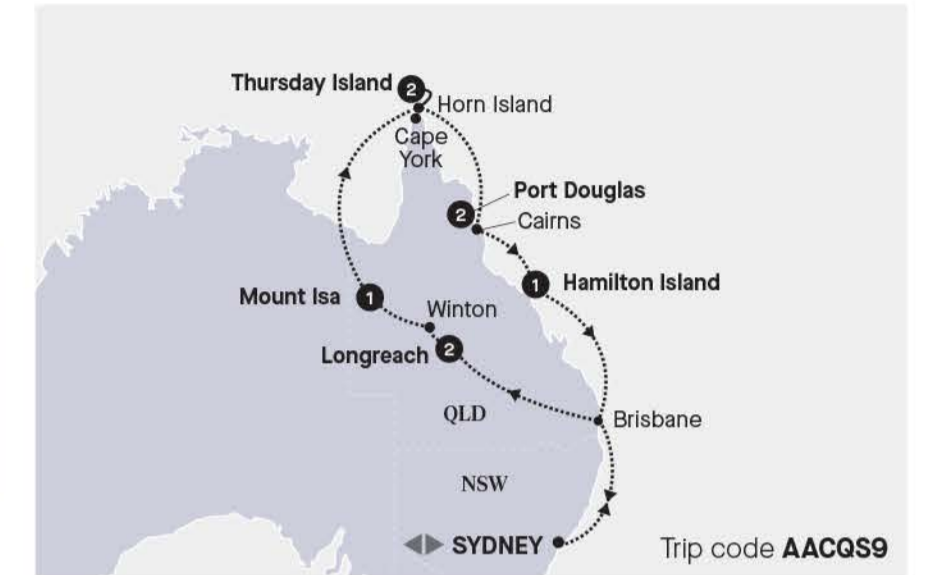 Thursday Island 2
Horn Island
Cape
York
Port Douglas
2
Cairns
1 Hamilton Island
Mount Isa 1
Winton
Longreach 2
QLD
Brisbane
NSW
SYDNEY
Trip code AACQS9